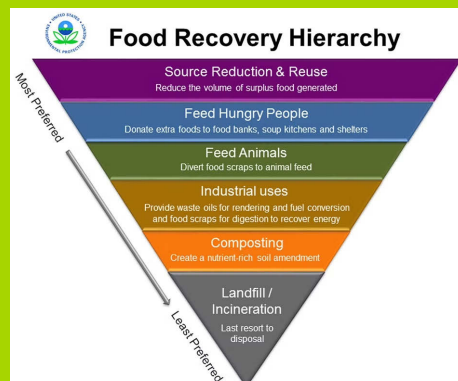 Food Recovery Hierarchy
Most Preferred
Source Reduction & Reuse
Reduce the volume of surplus food generated
Feed Hungry People
Donate extra foods to food banks, soup kitchens and shelters
Feed Animals
Divert food scraps to animal feed
Industrial uses
Provide waste oils for rendering and fuel conversion
and food scraps for digestion to recover energy
Composting
Create a nutrient-rich soil amendment
Landfill /
Incineration
Last resort to
disposal
Least Preferred